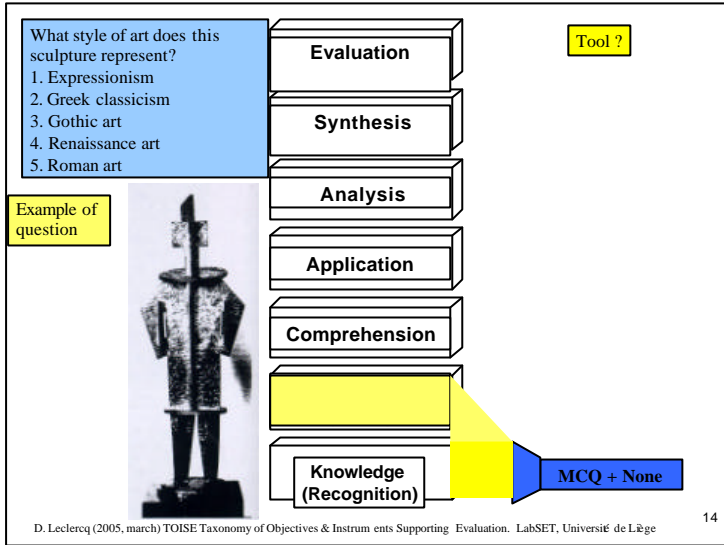 What style of art does this
sculpture represent?
1. Expressionism
2. Greek classicism
3. Gothic art
4. Renaissance art
5. Roman art
Tool ?
Evaluation
Synthesis
Analysis
Example of
question
Application
Comprehension
Knowledge
(Recognition)
MCQ + None
14
D. Leclercq (2005, march) TOISE Taxonomy of Objectives & Instrum ents Supporting Evaluation. LabSET, Université de Liège